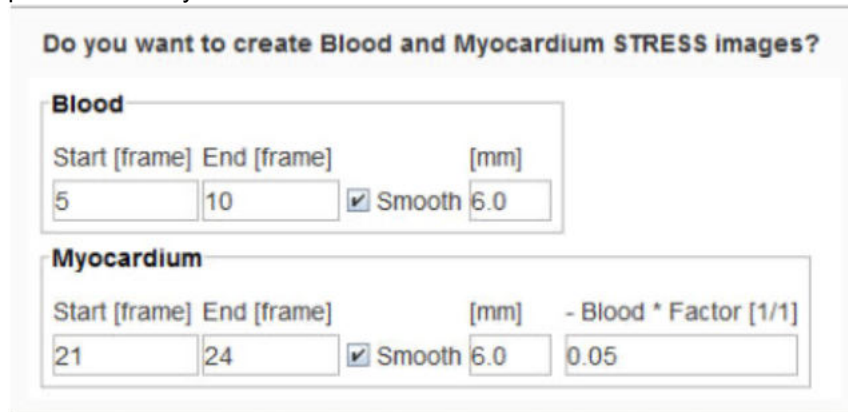 Do you want to create Blood and Myocardium STRESS images?
Blood
Start [frame] End [frame] [mm]
5 10 Smooth 6.0
Myocardium
Start [frame] End [frame] [mm] - Blood * Factor [1/1]
21 24 Smooth 6.0 0.05